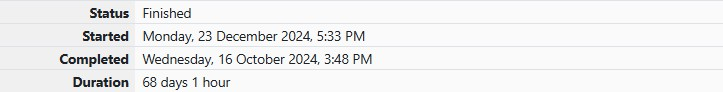 Status Finished
Started Monday, 23 December 2024, 5:33 PM
Completed Wednesday, 16 October 2024, 3:48 PM
Duration 68 days 1 hour